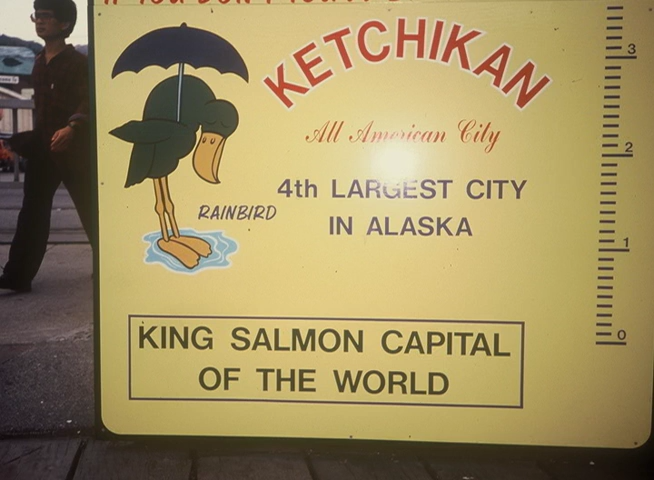 KETCHIKAN
All American City
4th LARGEST CITY
IN ALASKA
RAINBIRD
KING SALMON CAPITAL
OF THE WORLD
3
2
1
0